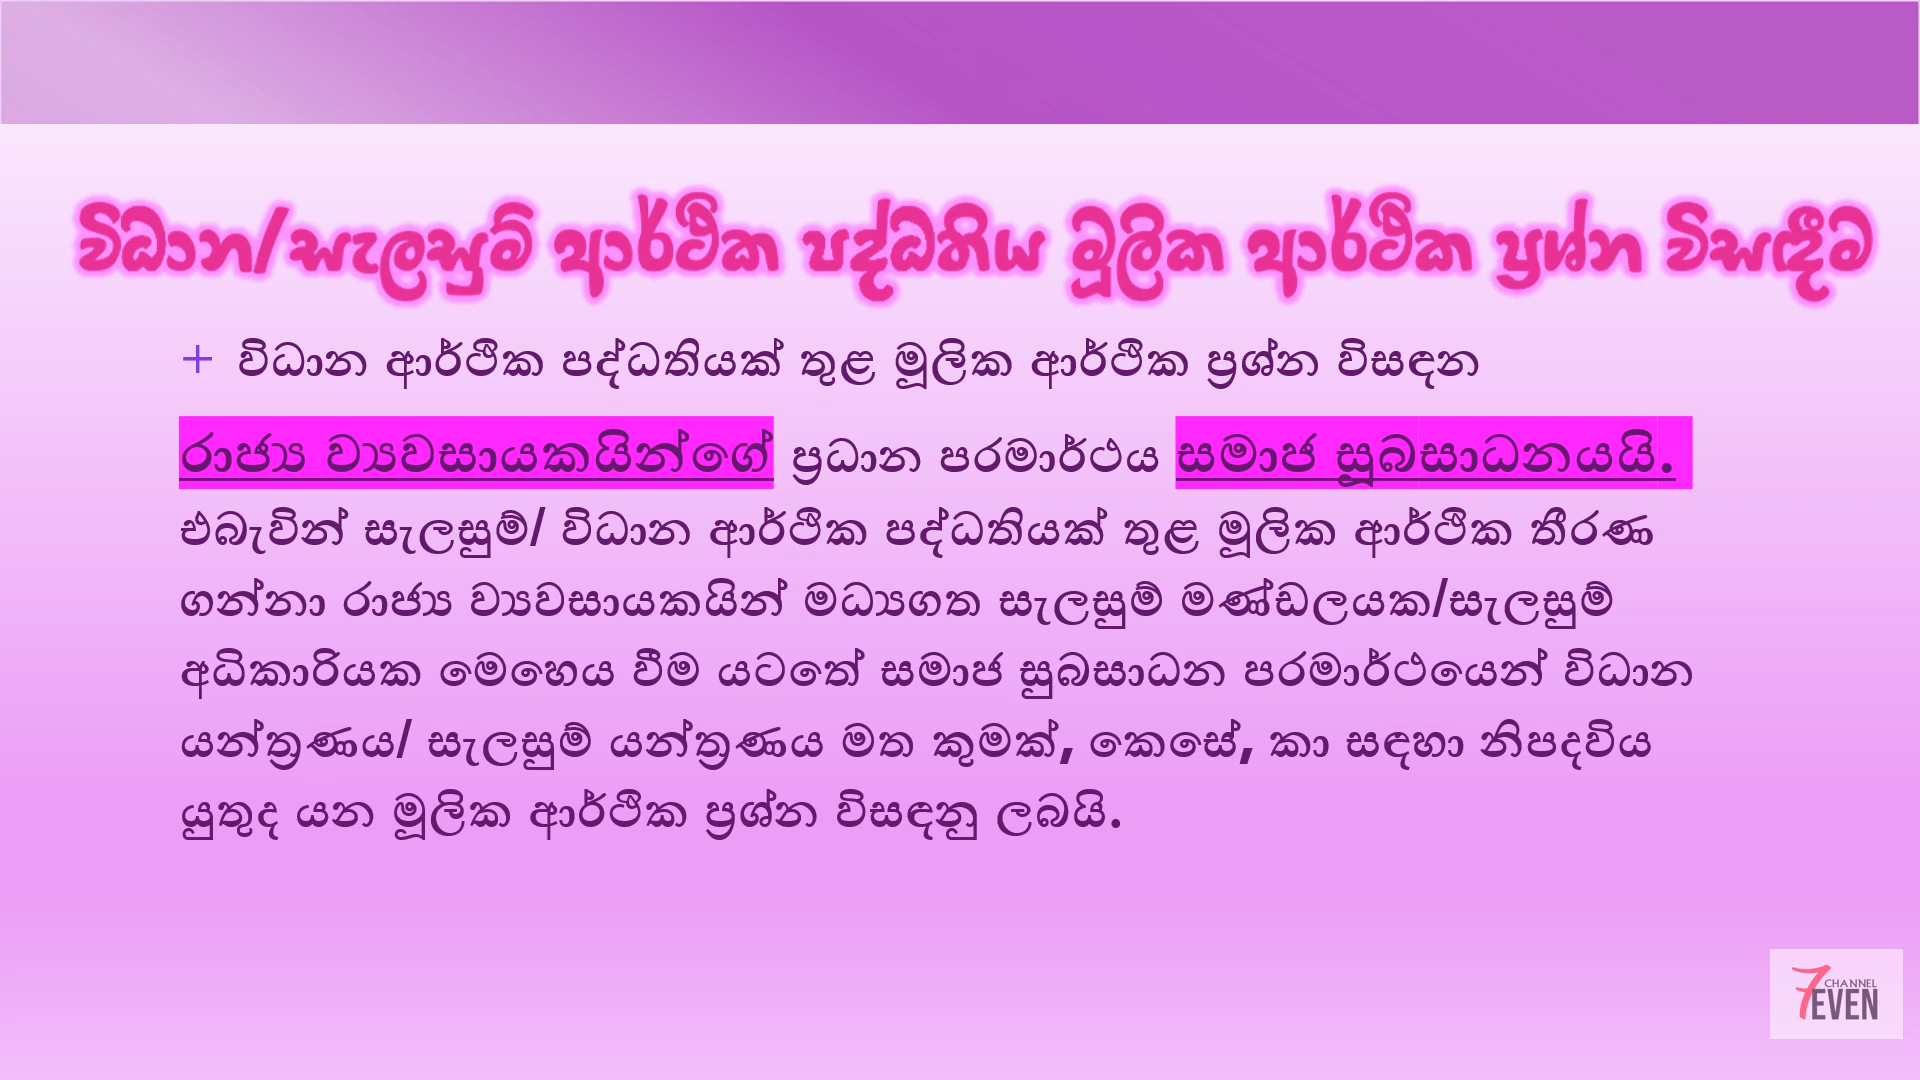 විධාන/සැලසුම් ආර්ථික පද්ධතිය මූලික ආර්ථික ප්‍රශ්න විසඳීම
+ විධාන ආර්ථික පද්ධතියක් තුළ මූලික ආර්ථික ප්‍රශ්න විසඳන
රාජ්‍ය ව්‍යවසායකයින්ගේ ප්‍රධාන පරමාර්ථය සමාජ සූබසාධනයයි.
එබැවින් සැලසුම්/ විධාන ආර්ථික පද්ධතියක් තුළ මූලික ආර්ථික තීරණ
ගන්නා රාජ්‍ය ව්‍යවසායකයින් මධ්‍යගත සැලසුම් මණ්ඩලයක/සැලසුම්
අධිකාරියක මෙහෙය වීම යටතේ සමාජ සුබසාධන පරමාර්ථයෙන් විධාන
යන්ත්‍රණය/ සැලසුම් යන්ත්‍රණය මත කුමක්, කෙසේ, කා සඳහා නිපදවිය
යුතුද යන මූලික ආර්ථික ප්‍රශ්න විසඳනු ලබයි.
7 CHANNEL
EVEN